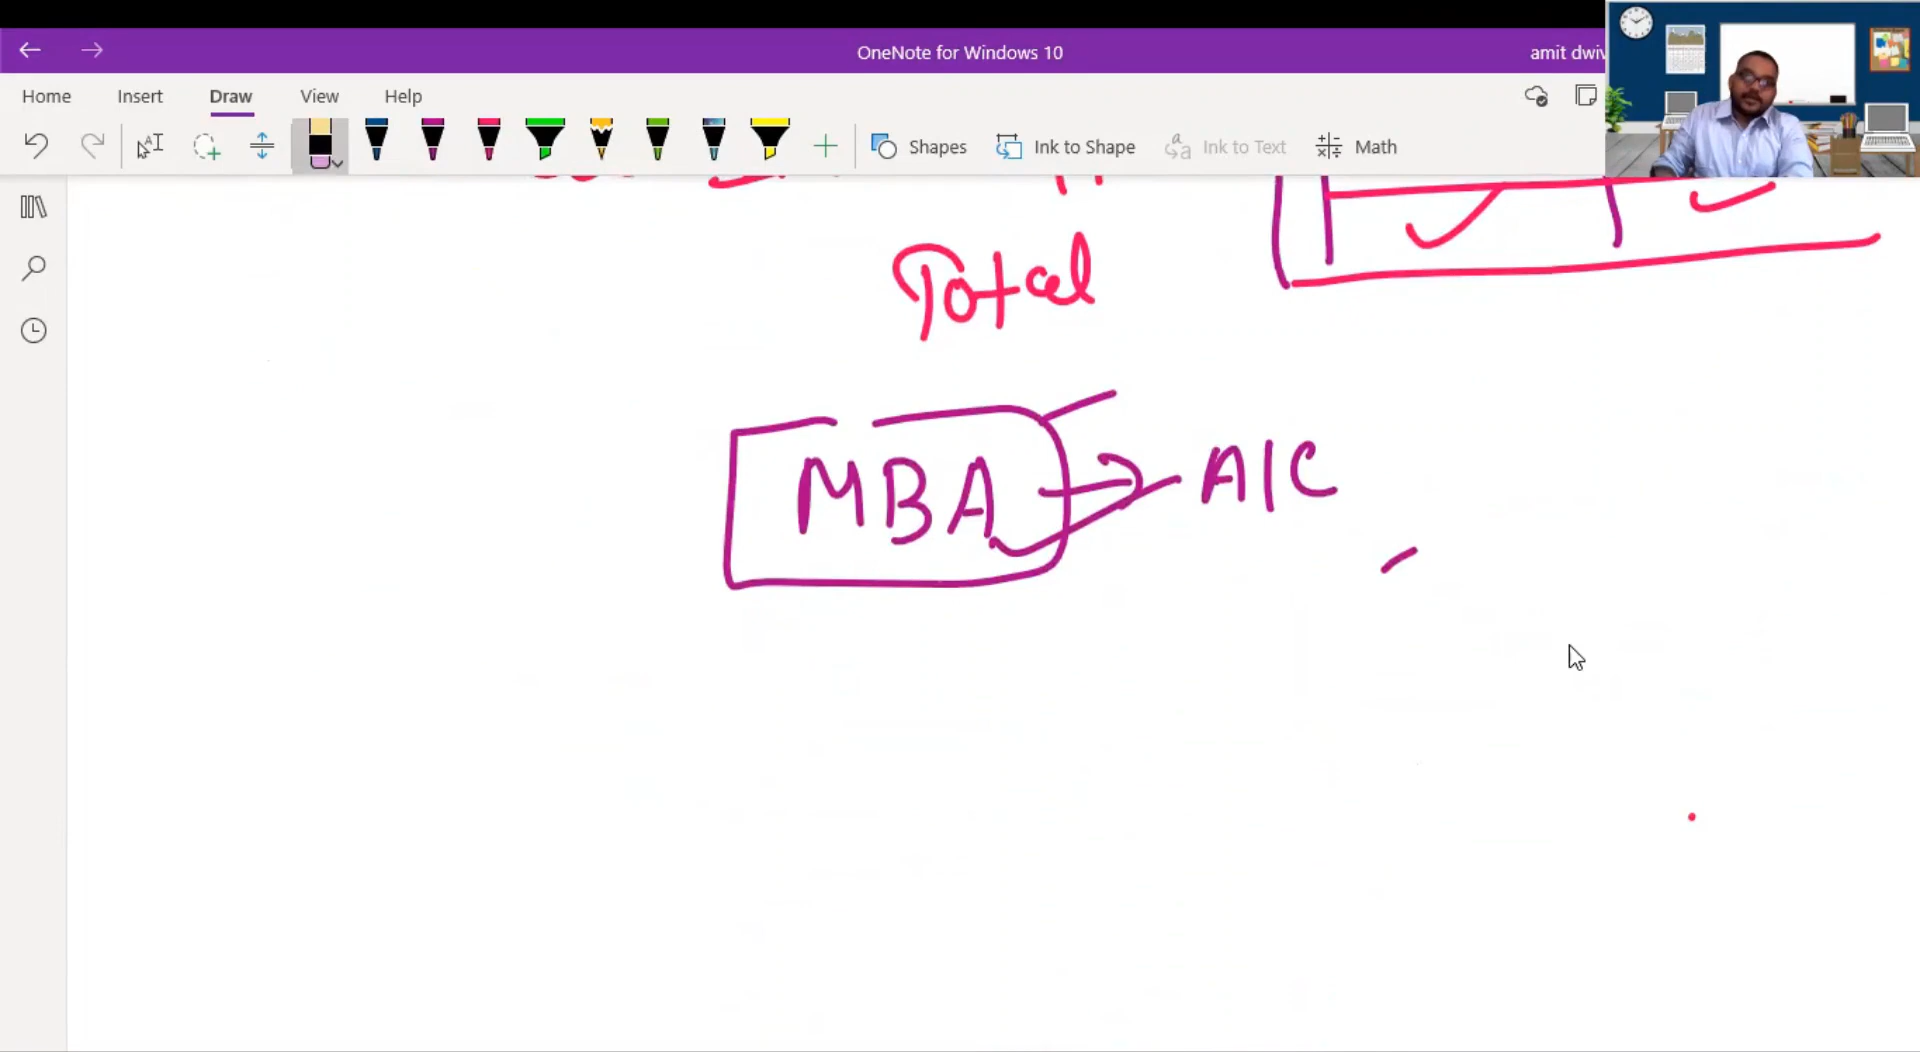 OneNote for Windows 10
amit dwiv
Home Insert Draw View Help
Shapes Ink to Shape Ink to Text Math
Total
MBA A/C